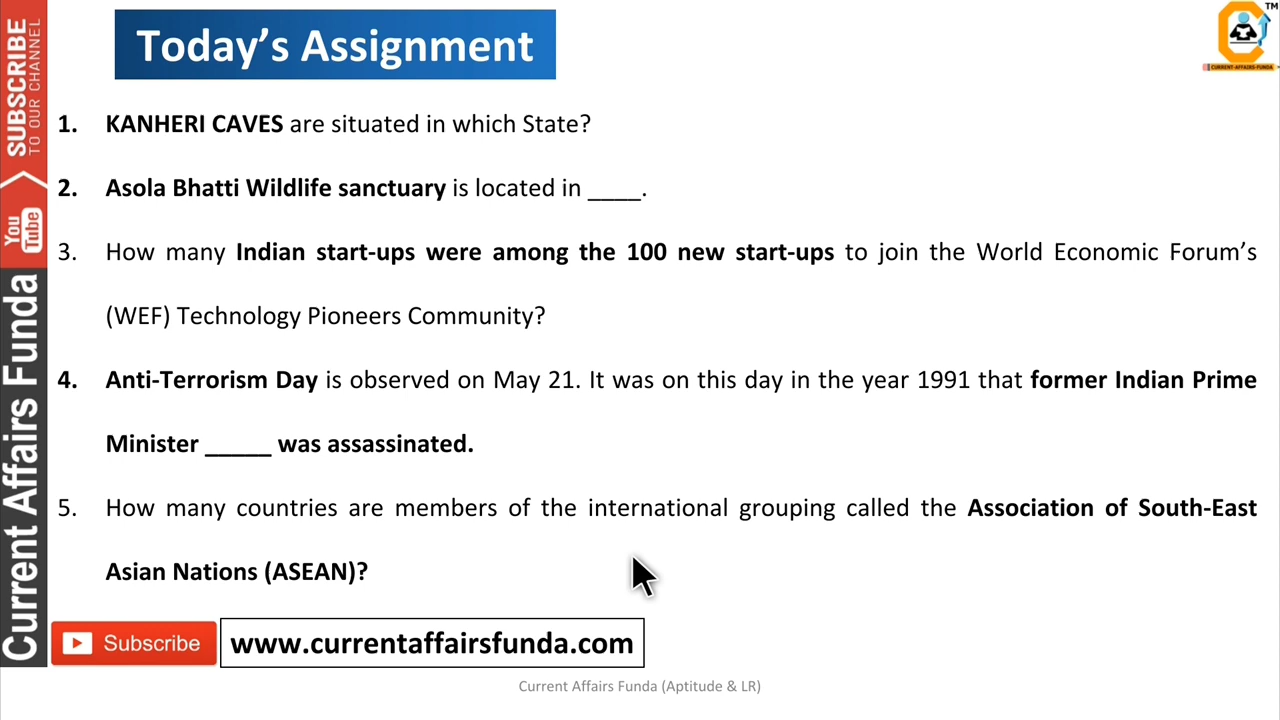 Today’s Assignment
TM
CURRENT-AFFAIRS-FUNDA
SUBSCRIBE
TO OUR CHANNEL
You
Tube
Current Affairs Funda
1. KANHERI CAVES are situated in which State?
2. Asola Bhatti Wildlife sanctuary is located in ____.
3. How many Indian start-ups were among the 100 new start-ups to join the World Economic Forum’s
(WEF) Technology Pioneers Community?
4. Anti-Terrorism Day is observed on May 21. It was on this day in the year 1991 that former Indian Prime
Minister _____ was assassinated.
5. How many countries are members of the international grouping called the Association of South-East
Asian Nations (ASEAN)?
Subscribe
www.currentaffairsfunda.com
Current Affairs Funda (Aptitude & LR)